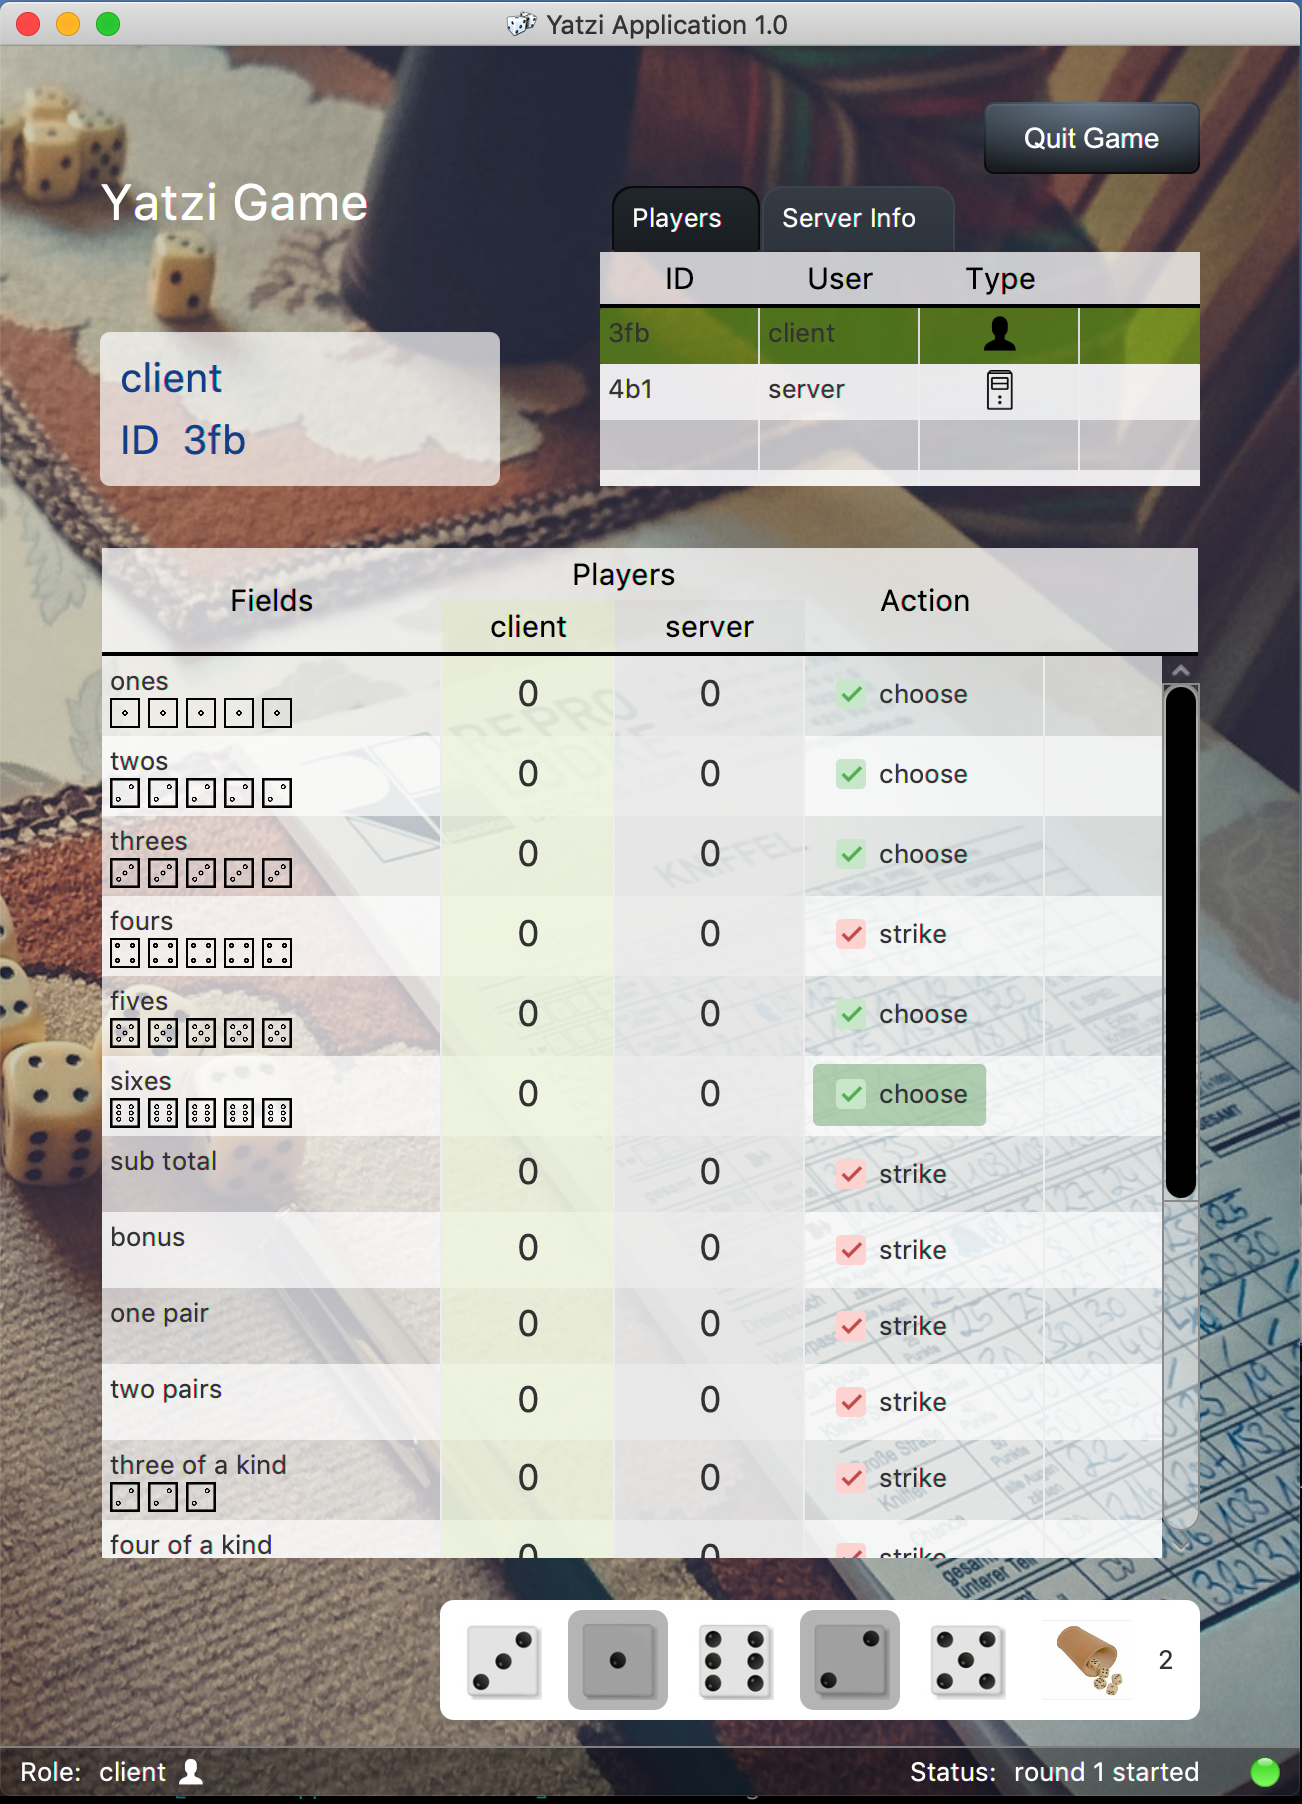 Yatzi Application 1.0
Quit Game
Yatzi Game
Players Server Info
ID User Type
3fb client
4b1 server
client
ID 3fb
Fields Players Action
client server
ones 0 0 choose
twos 0 0 choose
threes 0 0 choose
fours 0 0 strike
fives 0 0 choose
sixes 0 0 choose
sub total 0 0 strike
bonus 0 0 strike
one pair 0 0 strike
two pairs 0 0 strike
three of a kind 0 0 strike
four of a kind 0 0 strike
2
Role: client
Status: round 1 started